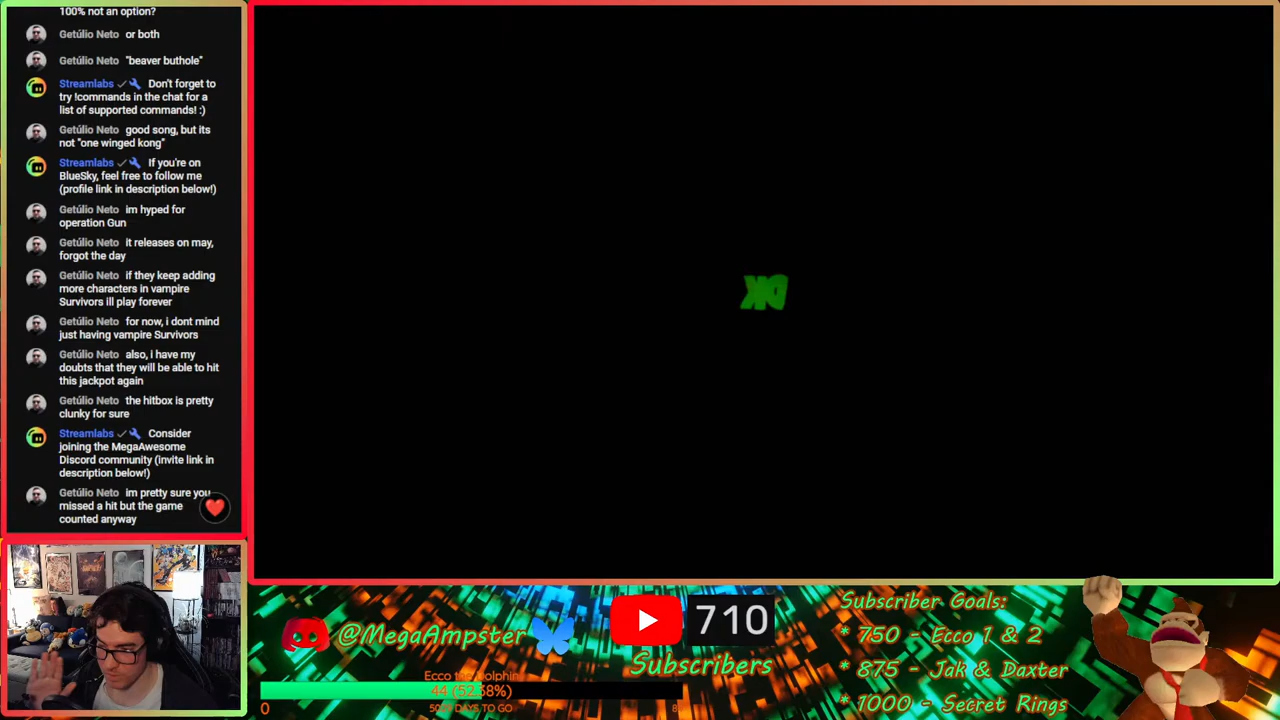 100% not an option?
Getúlio Neto or both
Getúlio Neto "beaver buthole"
Streamlabs Don't forget to
try !commands in the chat for a
list of supported commands! :)
Getúlio Neto good song, but its
not "one winged kong"
Streamlabs If you're on
BlueSky, feel free to follow me
(profile link in description below!)
Getúlio Neto im hyped for
operation Gun
Getúlio Neto it releases on may,
forgot the day
Getúlio Neto if they keep adding
more characters in vampire
Survivors ill play forever
Getúlio Neto for now, i dont mind
just having vampire Survivors
Getúlio Neto also, i have my
doubts that they will be able to hit
this jackpot again
Getúlio Neto the hitbox is pretty
clunky for sure
Streamlabs Consider
joining the MegaAwesome
Discord community (invite link in
description below!)
Getúlio Neto im pretty sure you
missed a hit but the game
counted anyway
DK
@MegaAmpster
710
Subscribers
Ecco the Dolphin
44 (52.38%)
0
Subscriber Goals:
* 750 - Ecco 1 & 2
* 875 - Jak & Daxter
* 1000 - Secret Rings